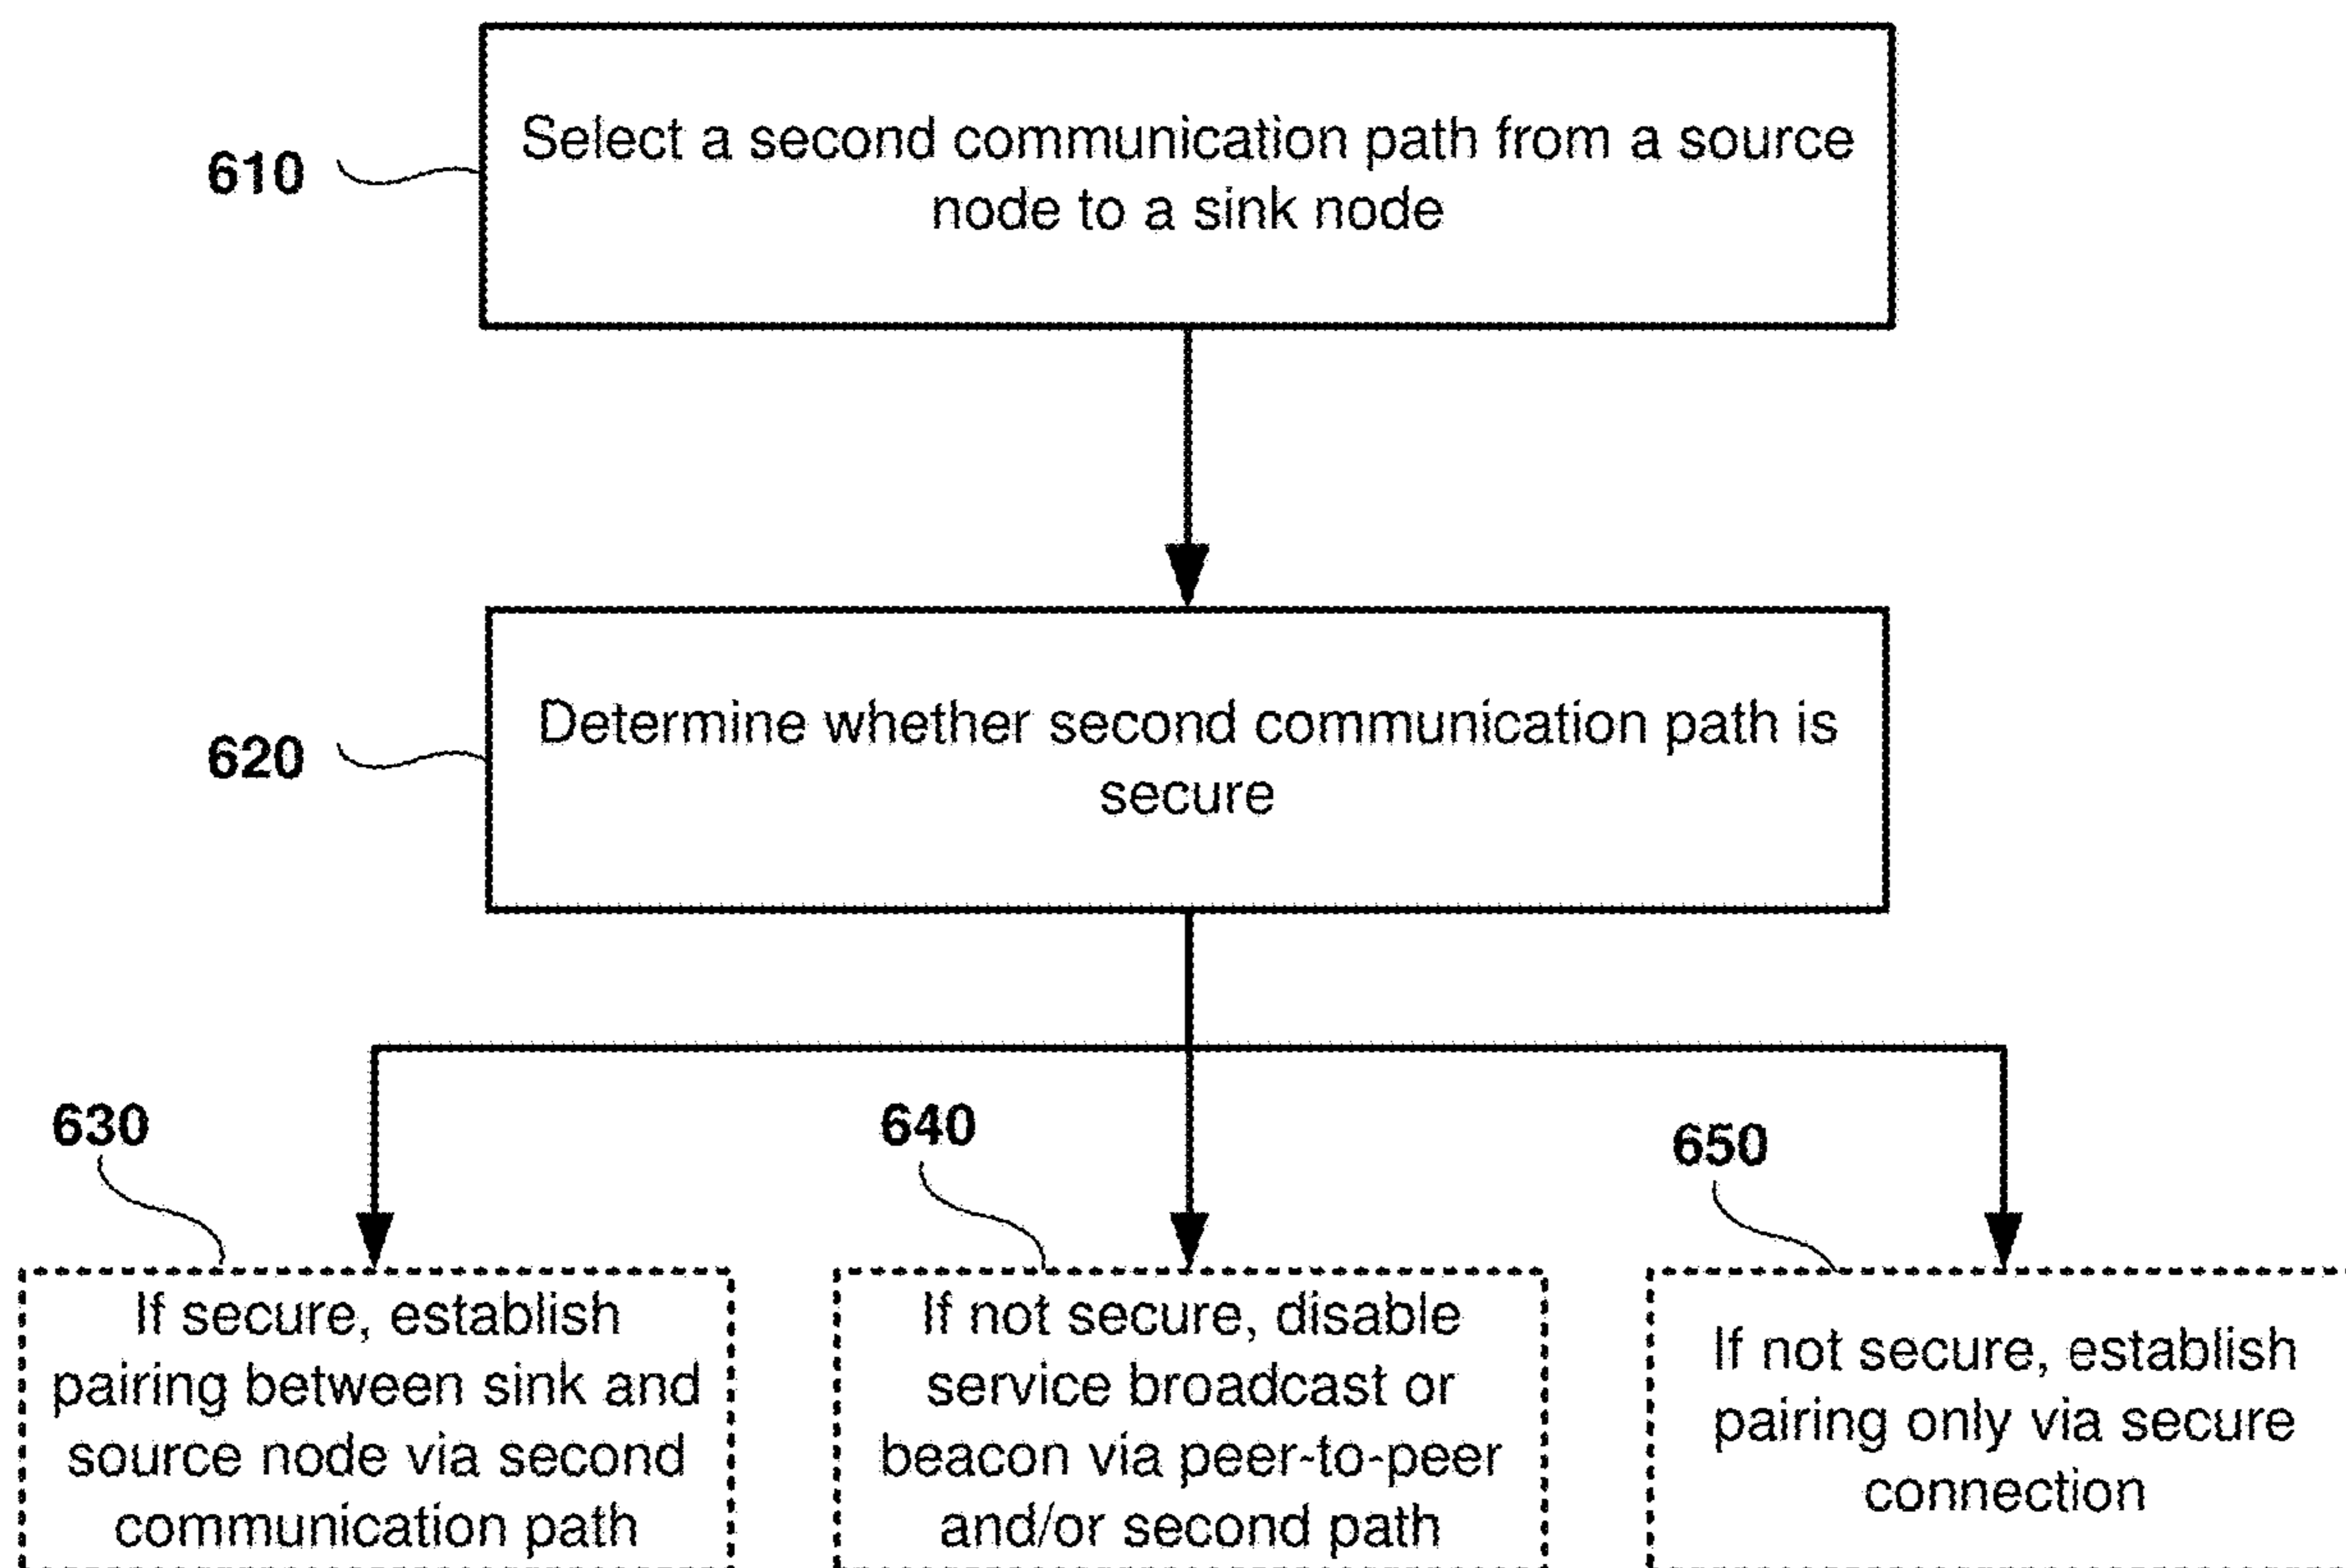 610
Select a second communication path from a source
node to a sink node
620
Determine whether second communication path is
secure
630
If secure, establish
pairing between sink and
source node via second
communication path
640
If not secure, disable
service broadcast or
beacon via peer-to-peer
and/or second path
650
If not secure, establish
pairing only via secure
connection